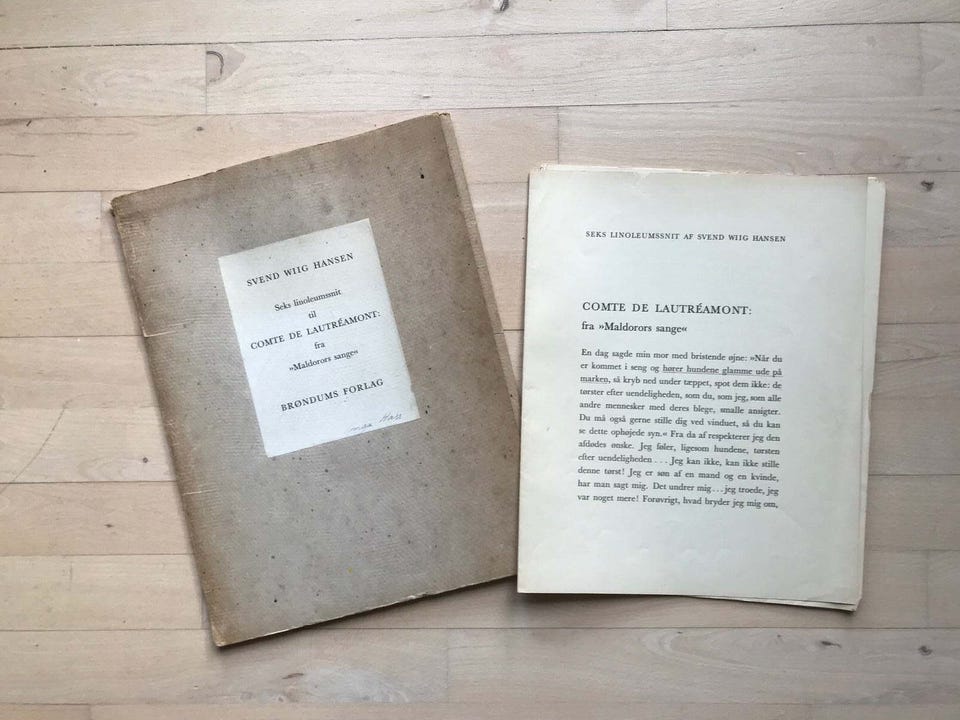 SVEND WIIG HANSEN
Seks linoleumssnit
til
COMTE DE LAUTRÉAMONT:
fra
»Maldorors sange«
BRØNDUMS FORLAG
SEKS LINOLEUMSSNIT AF SVEND WIIG HANSEN
COMTE DE LAUTRÉAMONT:
fra »Maldorors sange«
En dag sagde min mor med bristende øjne: »Når du
er kommet i seng og hører hundene glamme ude på
marken, så kryb ned under tæppet, spot dem ikke: de
tørster efter uendeligheden, som du, som jeg, som alle
andre mennesker med deres blege, smalle ansigter.
Du må også gerne stille dig ved vinduet, så du kan
se dette ophøjede syn.« Fra da af respekterer jeg den
afdødes ønske. Jeg føler, ligesom hundene, tørsten
efter uendeligheden . . . Jeg kan ikke, kan ikke stille
denne tørst! Jeg er søn af en mand og en kvinde,
har man sagt mig. Det undrer mig . . . jeg troede, jeg
var noget mere! Forøvrigt, hvad bryder jeg mig om,